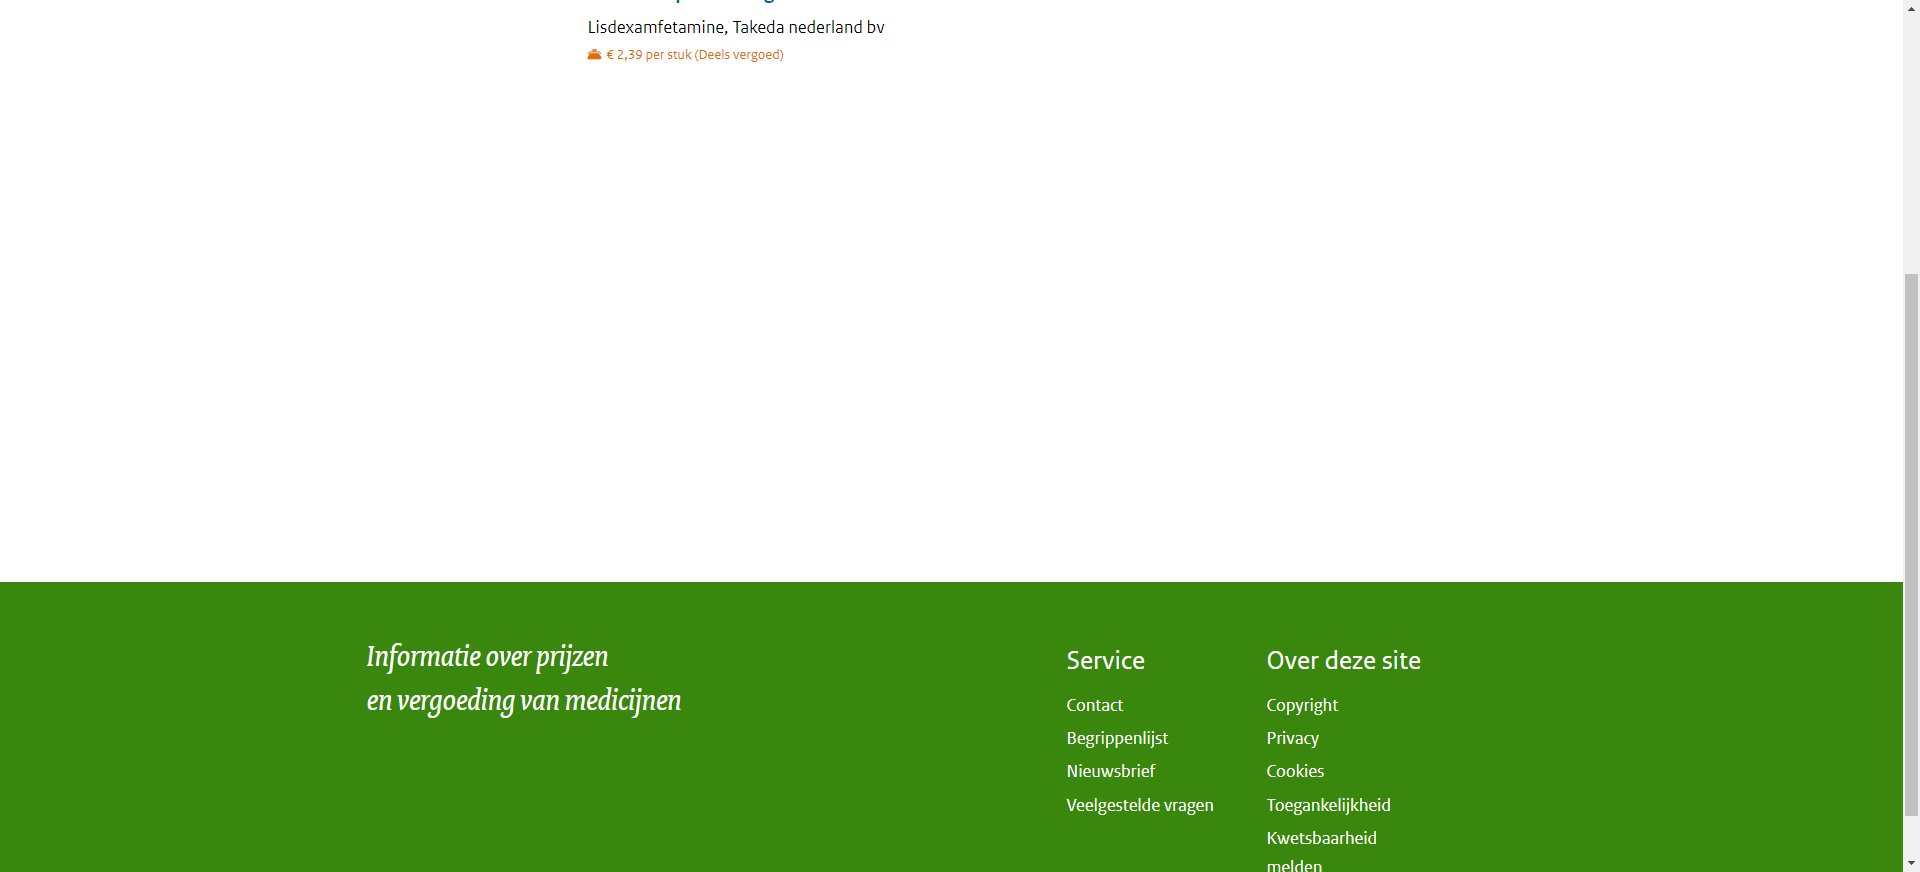 Lisdexamfetamine, Takeda nederland bv
€ 2,39 per stuk (Deels vergoed)
Informatie over prijzen
en vergoeding van medicijnen
Service
Contact
Begrippenlijst
Nieuwsbrief
Veelgestelde vragen
Over deze site
Copyright
Privacy
Cookies
Toegankelijkheid
Kwetsbaarheid
melden